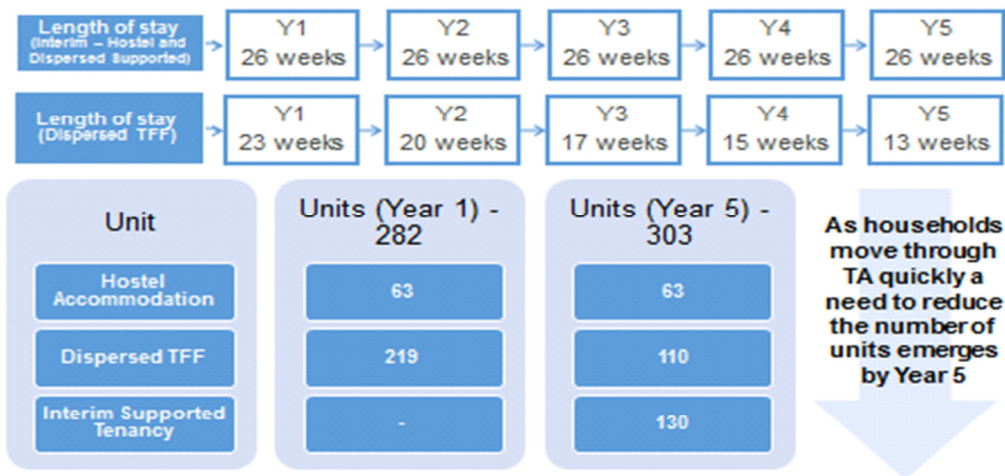 Length of stay
(Interim – Hostel and
Dispersed Supported)
Y1
26 weeks
Y2
26 weeks
Y3
26 weeks
Y4
26 weeks
Y5
26 weeks
Length of stay
(Dispersed TFF)
Y1
23 weeks
Y2
20 weeks
Y3
17 weeks
Y4
15 weeks
Y5
13 weeks
Unit
Hostel
Accommodation
Dispersed TFF
Interim Supported
Tenancy
Units (Year 1) -
282
63
219
-
Units (Year 5) -
303
63
110
130
As households
move through
TA quickly a
need to reduce
the number of
units emerges
by Year 5